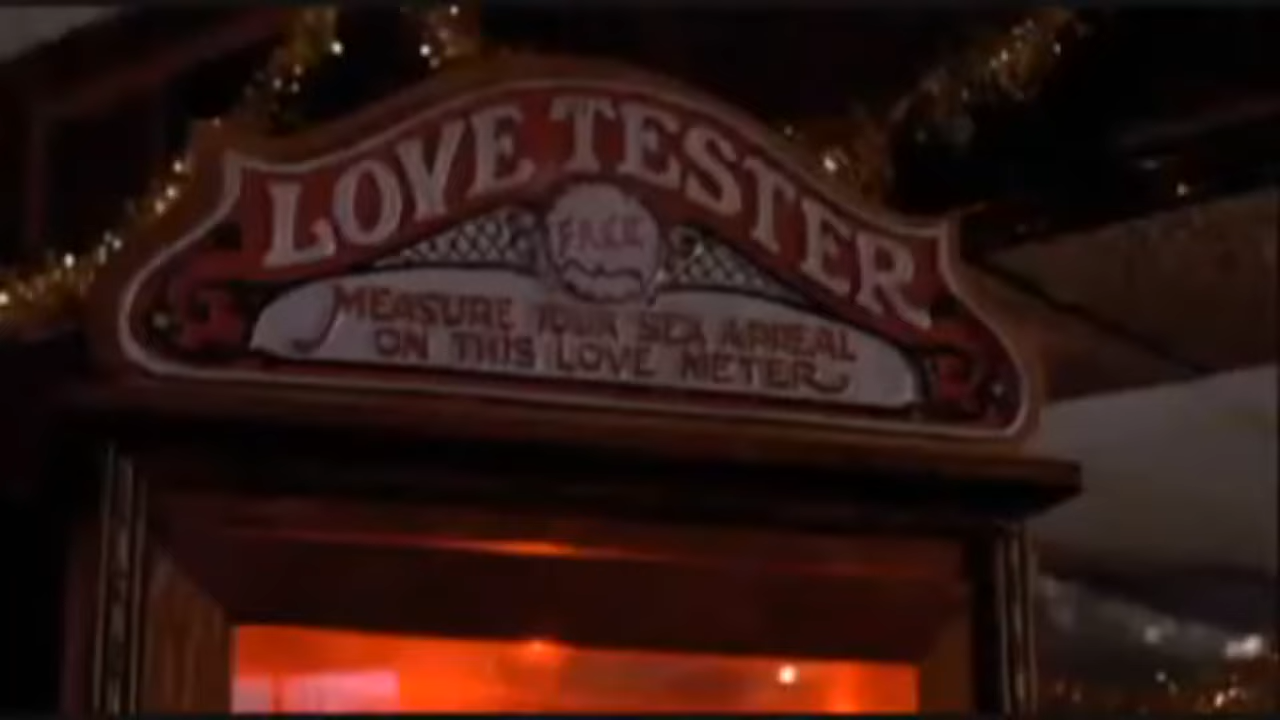 LOVE TESTER
FREE
MEASURE YOUR SEX APPEAL
ON THIS LOVE METER